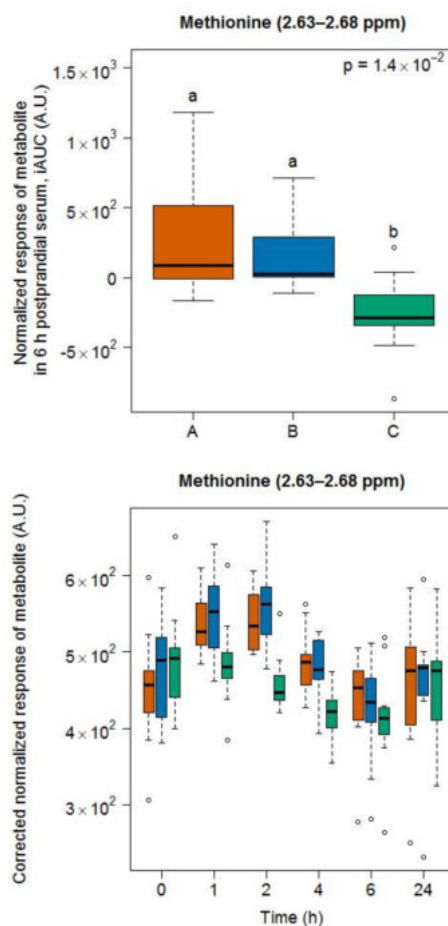 Methionine (2.63–2.68 ppm)
Normalized response of metabolite
in 6 h postprandial serum, iAUC (A.U.)
p = 1.4 × 10⁻²
1.5 × 10³
5 × 10²
0
-5 × 10²
a
a
b
A B C
Methionine (2.63–2.68 ppm)
Corrected normalized response of metabolite (A.U.)
6 × 10²
5 × 10²
4 × 10²
3 × 10²
0 1 2 4 6 24
Time (h)